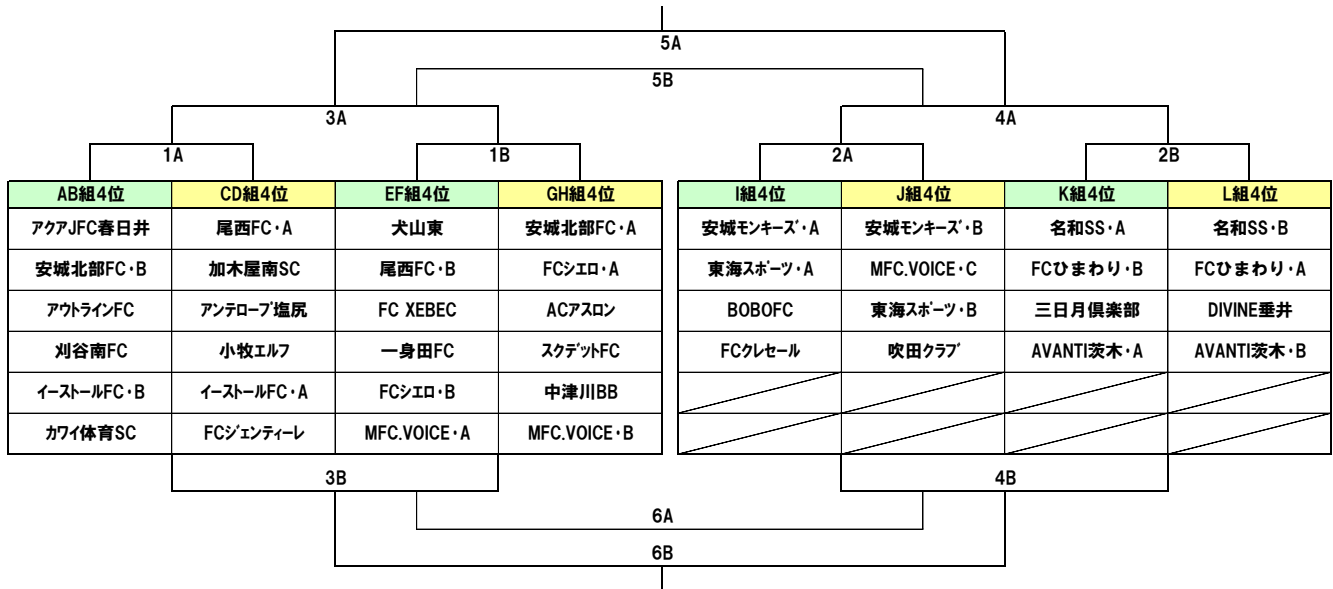 5A
5B
3A 4A
1A 1B 2A 2B
AB組4位 CD組4位 EF組4位 GH組4位 I組4位 J組4位 K組4位 L組4位
アクアJFC春日井 尾西FC・A 犬山東 安城北部FC・A 安城モンキーズ・A 安城モンキーズ・B 名和SS・A 名和SS・B
安城北部FC・B 加木屋南SC 尾西FC・B FCシエロ・A 東海スポーツ・A MFC.VOICE・C FCひまわり・B FCひまわり・A
アウトラインFC アンテロープ塩尻 FC XEBEC ACアスロン BOBOFC 東海スポーツ・B 三日月倶楽部 DIVINE垂井
刈谷南FC 小牧エルフ 一身田FC スクデットFC FCクレセール 吹田クラブ AVANTI茨木・A AVANTI茨木・B
イーストールFC・B イーストールFC・A FCシエロ・B 中津川BB
カワイ体育SC FCジェンティーレ MFC.VOICE・A MFC.VOICE・B
3B 4B
6A
6B